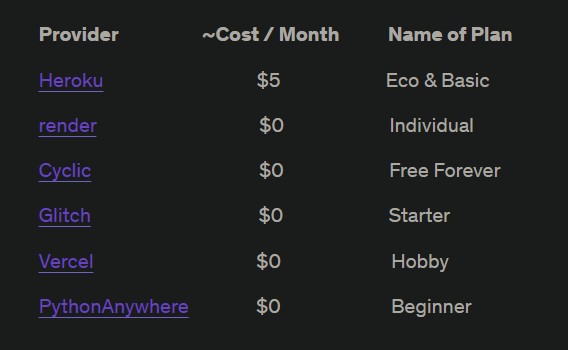 Provider ~Cost / Month Name of Plan
Heroku $5 Eco & Basic
render $0 Individual
Cyclic $0 Free Forever
Glitch $0 Starter
Vercel $0 Hobby
PythonAnywhere $0 Beginner